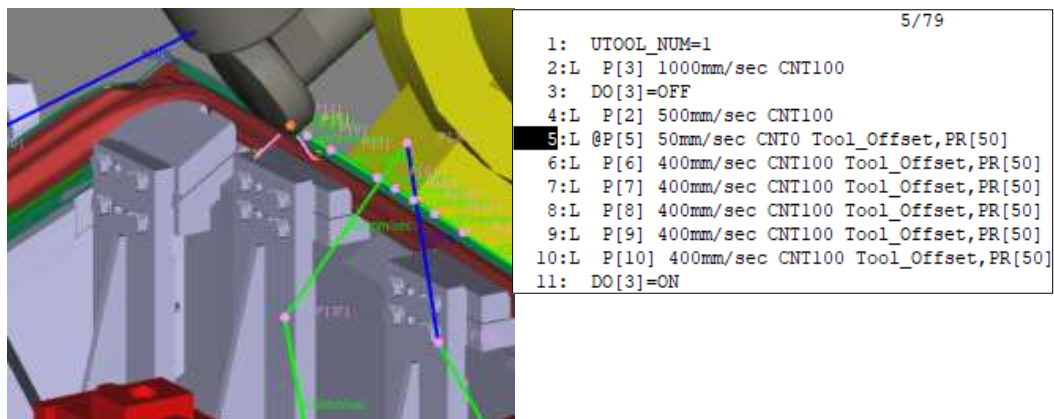 5/79
1: UTOOL_NUM=1
2:L P[3] 1000mm/sec CNT100
3: DO[3]=OFF
4:L P[2] 500mm/sec CNT100
5:L @P[5] 50mm/sec CNT0 Tool_Offset,PR[50]
6:L P[6] 400mm/sec CNT100 Tool_Offset,PR[50]
7:L P[7] 400mm/sec CNT100 Tool_Offset,PR[50]
8:L P[8] 400mm/sec CNT100 Tool_Offset,PR[50]
9:L P[9] 400mm/sec CNT100 Tool_Offset,PR[50]
10:L P[10] 400mm/sec CNT100 Tool_Offset,PR[50]
11: DO[3]=ON